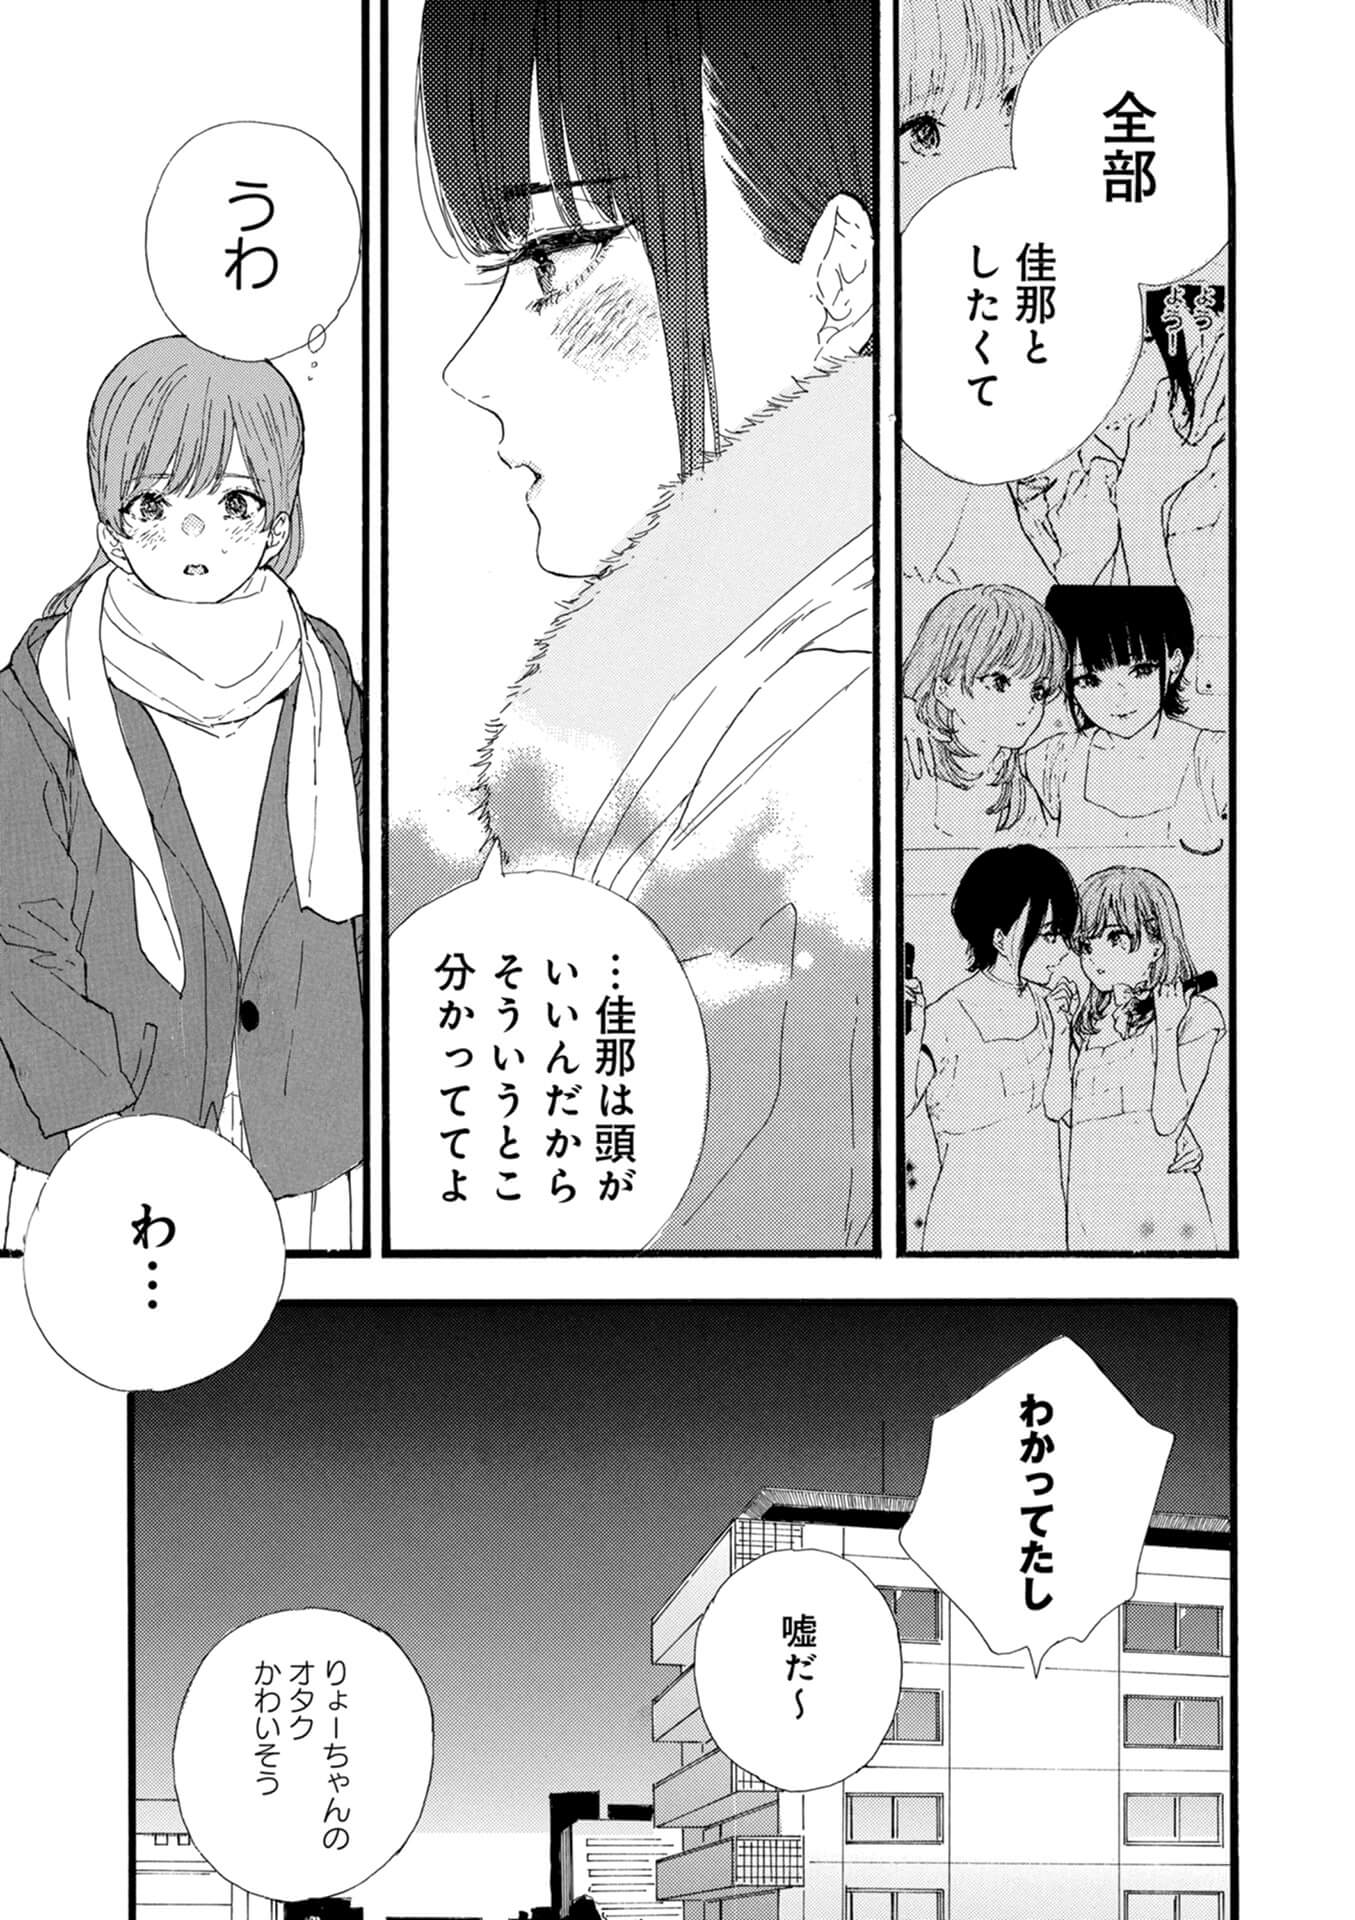 全部
佳那と
したくて
よっ
よっー
…佳那は頭が
いいんだから
そういうとこ
分かっててよ
うわ
わ…
わかってたし
嘘だ〜
りょーちゃんの
オタク
かわいそう